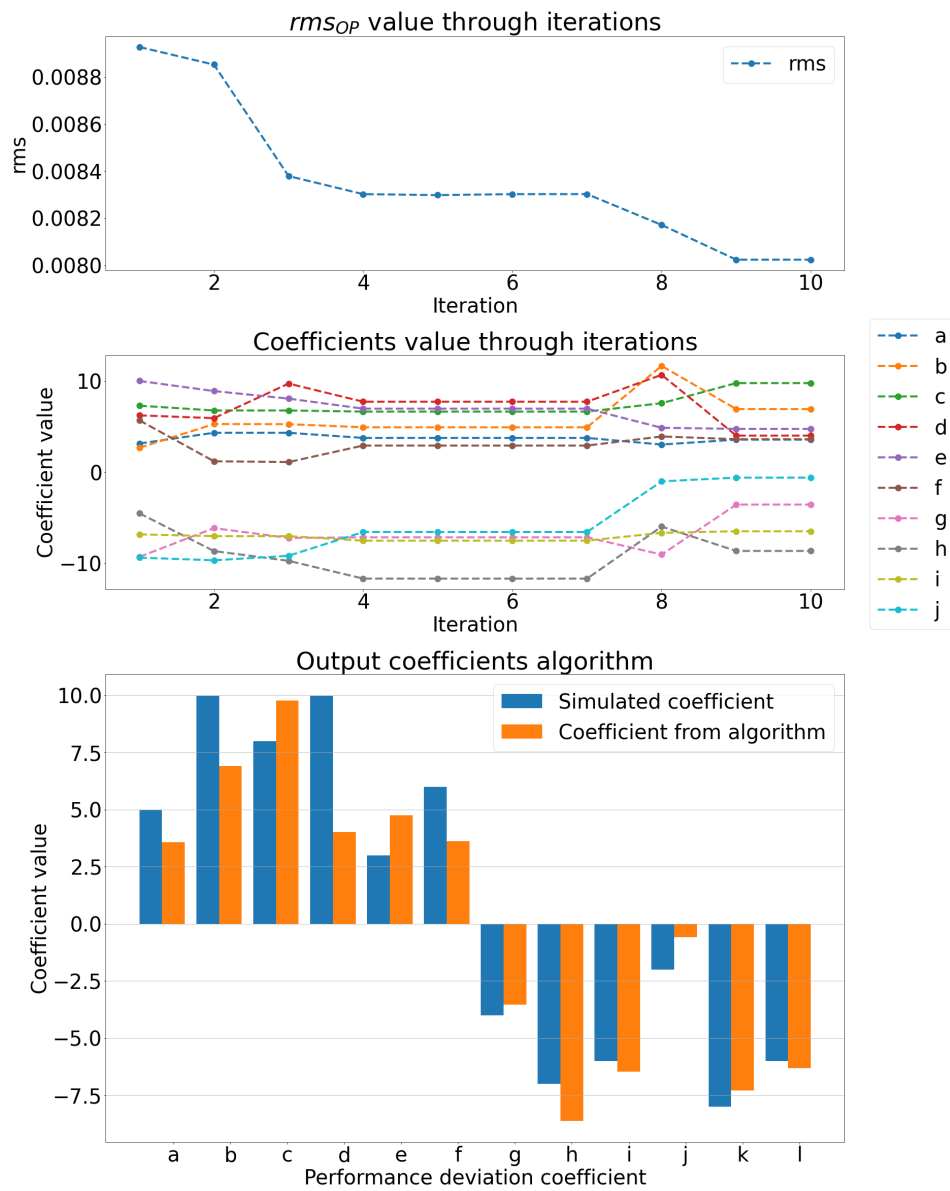 rms_OP value through iterations
rms
0.0088
0.0086
0.0084
0.0082
0.0080
rms
2 4 6 8 10
Iteration
Coefficients value through iterations
Coefficient value
10
0
−10
2 4 6 8 10
Iteration
a
b
c
d
e
f
g
h
i
j
Output coefficients algorithm
Simulated coefficient
Coefficient from algorithm
Coefficient value
10.0
7.5
5.0
2.5
0.0
−2.5
−5.0
−7.5
a b c d e f g h i j k l
Performance deviation coefficient